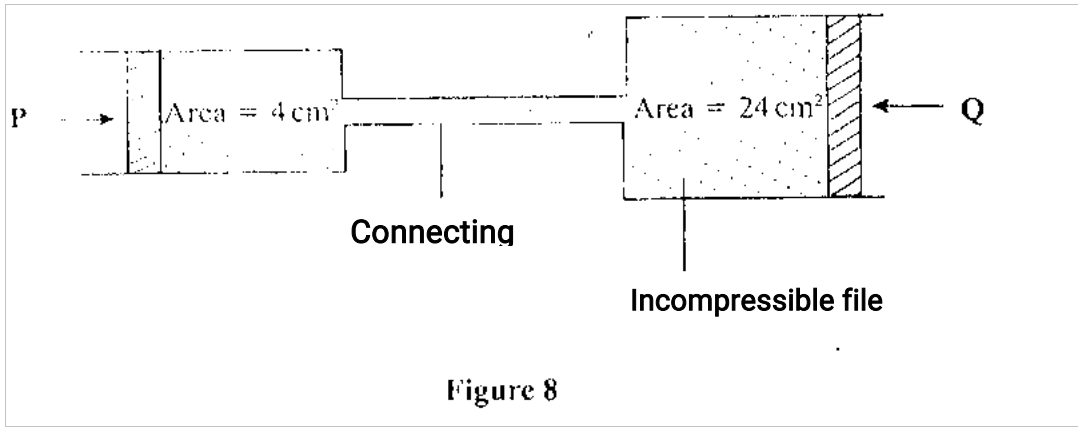 P
Area = 4 cm²
Area = 24 cm²
Q
Connecting
Incompressible file
Figure 8